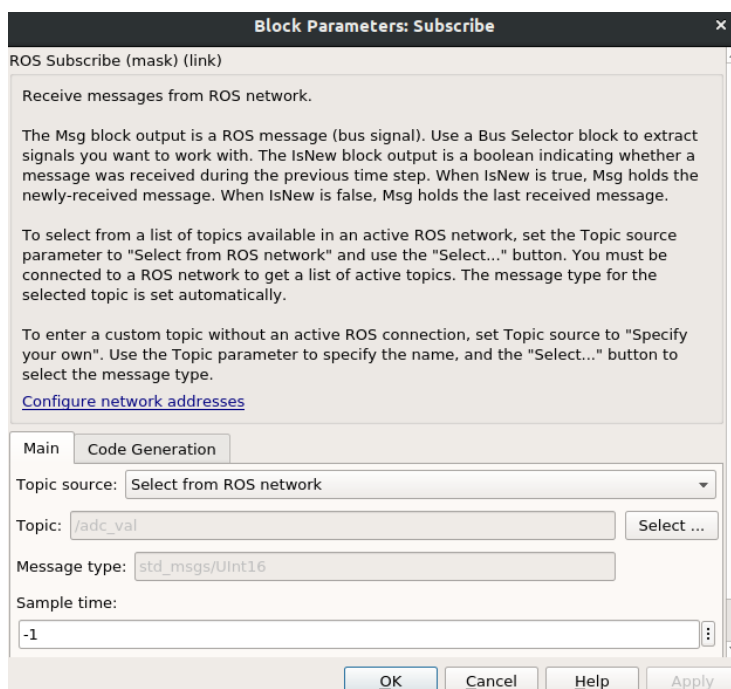 Block Parameters: Subscribe
×
ROS Subscribe (mask) (link)
Receive messages from ROS network.
The Msg block output is a ROS message (bus signal). Use a Bus Selector block to extract
signals you want to work with. The IsNew block output is a boolean indicating whether a
message was received during the previous time step. When IsNew is true, Msg holds the
newly-received message. When IsNew is false, Msg holds the last received message.
To select from a list of topics available in an active ROS network, set the Topic source
parameter to "Select from ROS network" and use the "Select..." button. You must be
connected to a ROS network to get a list of active topics. The message type for the
selected topic is set automatically.
To enter a custom topic without an active ROS connection, set Topic source to "Specify
your own". Use the Topic parameter to specify the name, and the "Select..." button to
select the message type.
Configure network addresses
Main Code Generation
Topic source: Select from ROS network
Topic: /adc_val Select ...
Message type: std_msgs/UInt16
Sample time:
-1
OK Cancel Help Apply